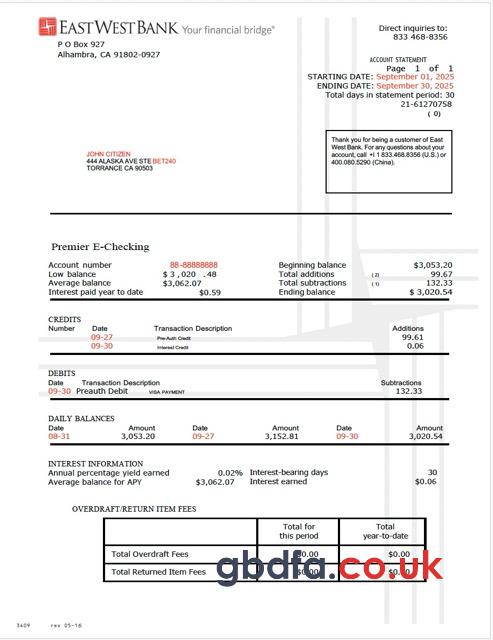 EASTWESTBANK Your financial bridge®
P O Box 927
Alhambra, CA 91802-0927
Direct inquiries to:
833 468-8356
ACCOUNT STATEMENT
Page 1 of 1
STARTING DATE: September 01, 2025
ENDING DATE: September 30, 2025
Total days in statement period: 30
21-61270758
( 0)
JOHN CITIZEN
444 ALASKA AVE STE BET240
TORRANCE CA 90503
Thank you for being a customer of East
West Bank. For any questions about your
account, call +l 1 833.468.8356 (U.S.) or
400.080.5290 (China).
Premier E-Checking
Account number 88-88888888 Beginning balance $3,053.20
Low balance $ 3 , 020 .48 Total additions (2) 99.67
Average balance $3,062.07 Total subtractions (1) 132.33
Interest paid year to date $0.59 Ending balance $ 3,020.54
CREDITS
Number Date Transaction Description Additions
09-27 Pre-Auth Credit 99.61
09-30 Interest Credit 0.06
DEBITS
Date Transaction Description Subtractions
09-30 Preauth Debit VISA PAYMENT 132.33
DAILY BALANCES
Date Amount Date Amount Date Amount
08-31 3,053.20 09-27 3,152.81 09-30 3,020.54
INTEREST INFORMATION
Annual percentage yield earned 0.02% Interest-bearing days 30
Average balance for APY $3,062.07 Interest earned $0.06
OVERDRAFT/RETURN ITEM FEES
Total for Total
this period year-to-date
Total Overdraft Fees $0.00 $0.00
Total Returned Item Fees $0.00 $0.00
gbdfa.co.uk
3409 rev 05-16